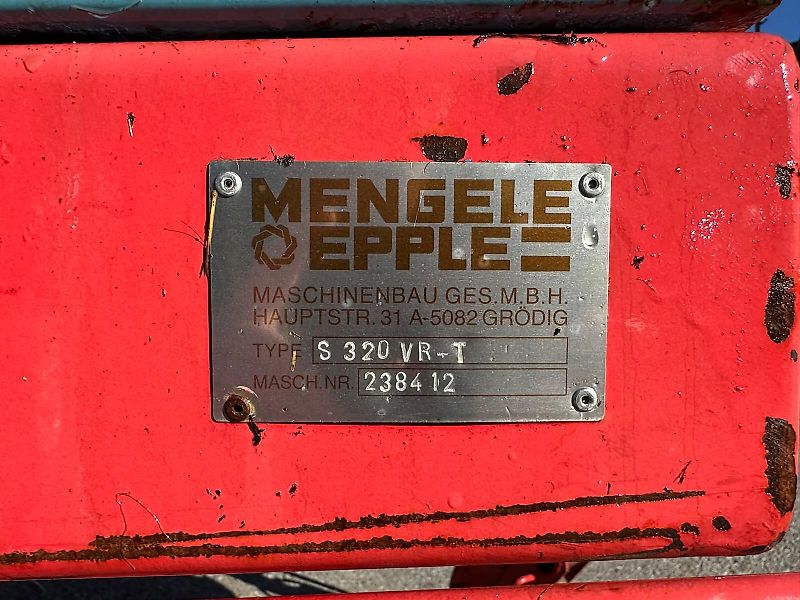 MENGELE
EPPLE
MASCHINENBAU GES.M.B.H.
HAUPTSTR. 31 A-5082 GRÖDIG
TYPE S 320 VR-T
MASCH.NR. 238412